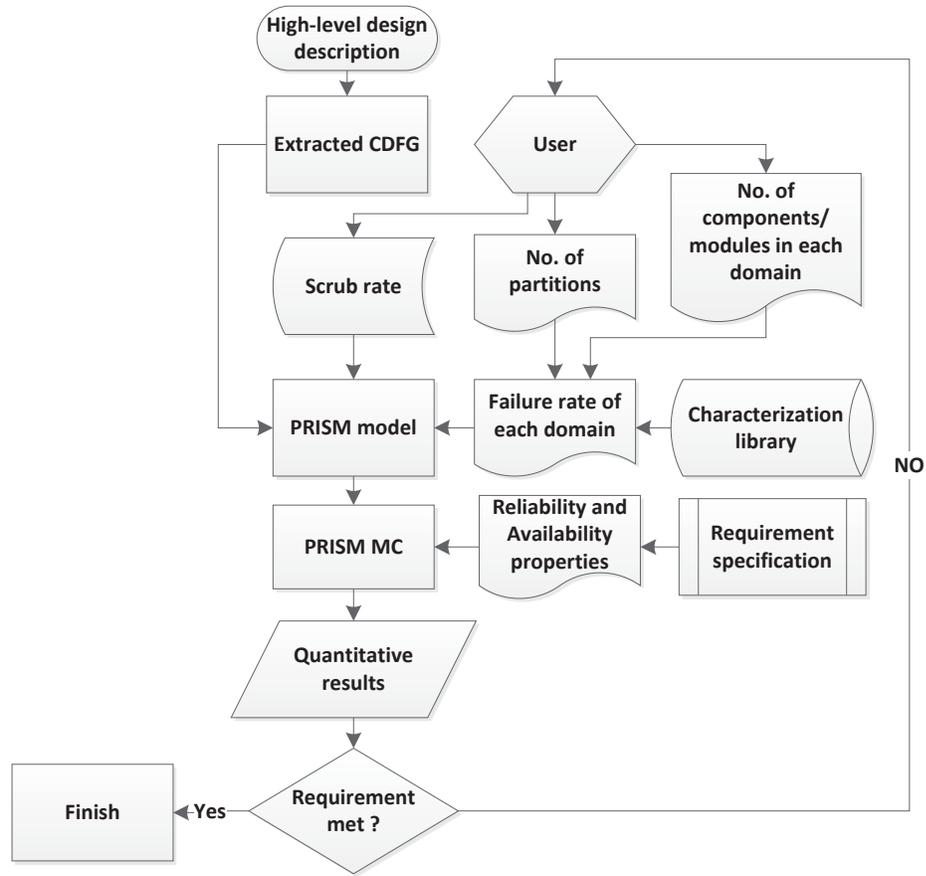 High-level design
description
Extracted CDFG
User
No. of
components/
modules in each
domain
Scrub rate
No. of
partitions
PRISM model
Failure rate of
each domain
Characterization
library
NO
PRISM MC
Reliability and
Availability
properties
Requirement
specification
Quantitative
results
Requirement
met ?
Yes
Finish